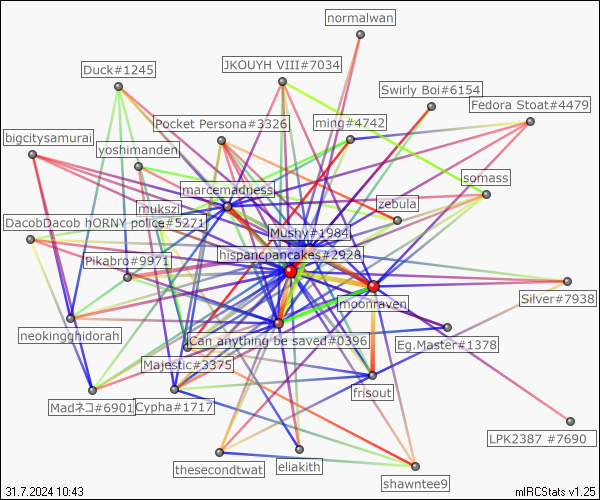 normalwan
JKOUYH VIII#7034
Duck#1245
Swirly Boi#6154
Fedora Stoat#4479
Pocket Persona#3326
ming#4742
bigcitysamurai
yoshimanden
somass
marcemadness
zebula
mukszi
DacobDacob hORNY police#5271
Mushy#1984
hispancpancakes#2928
Pikabro#9971
moonraven
Silver#7938
neokingghidorah
Can anything be saved#0396
Eg.Master#1378
Majestic#3375
frisout
Madネコ#6901
Cypha#1717
LPK2387 #7690
thesecondtwat
eliakith
shawntee9
31.7.2024 10:43
mIRCStats v1.25